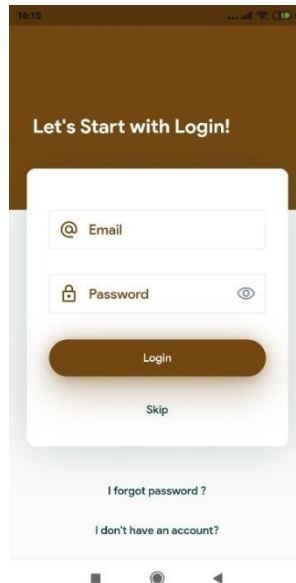 16:10
Let's Start with Login!
Email
Password
Login
Skip
I forgot password ?
I don't have an account?